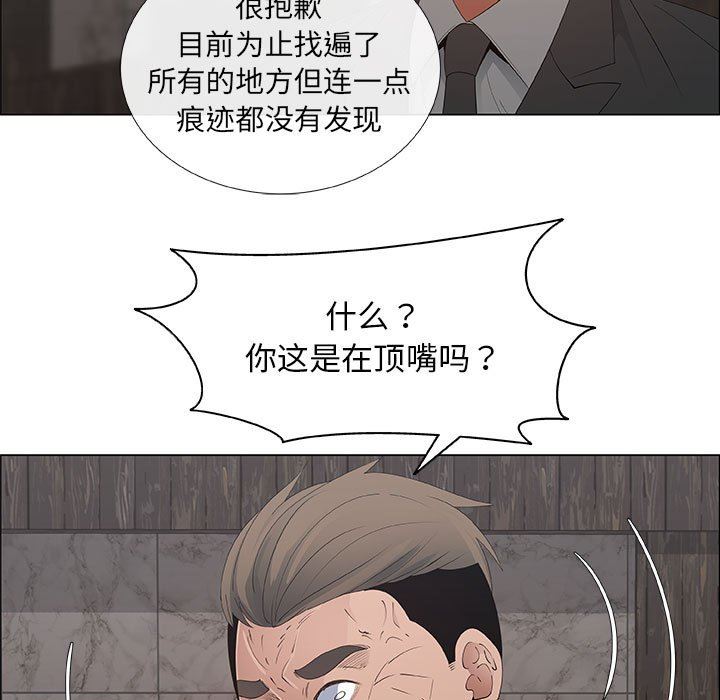 很抱歉
目前为止找遍了
所有的地方但连一点
痕迹都没有发现
什么？
你这是在顶嘴吗？